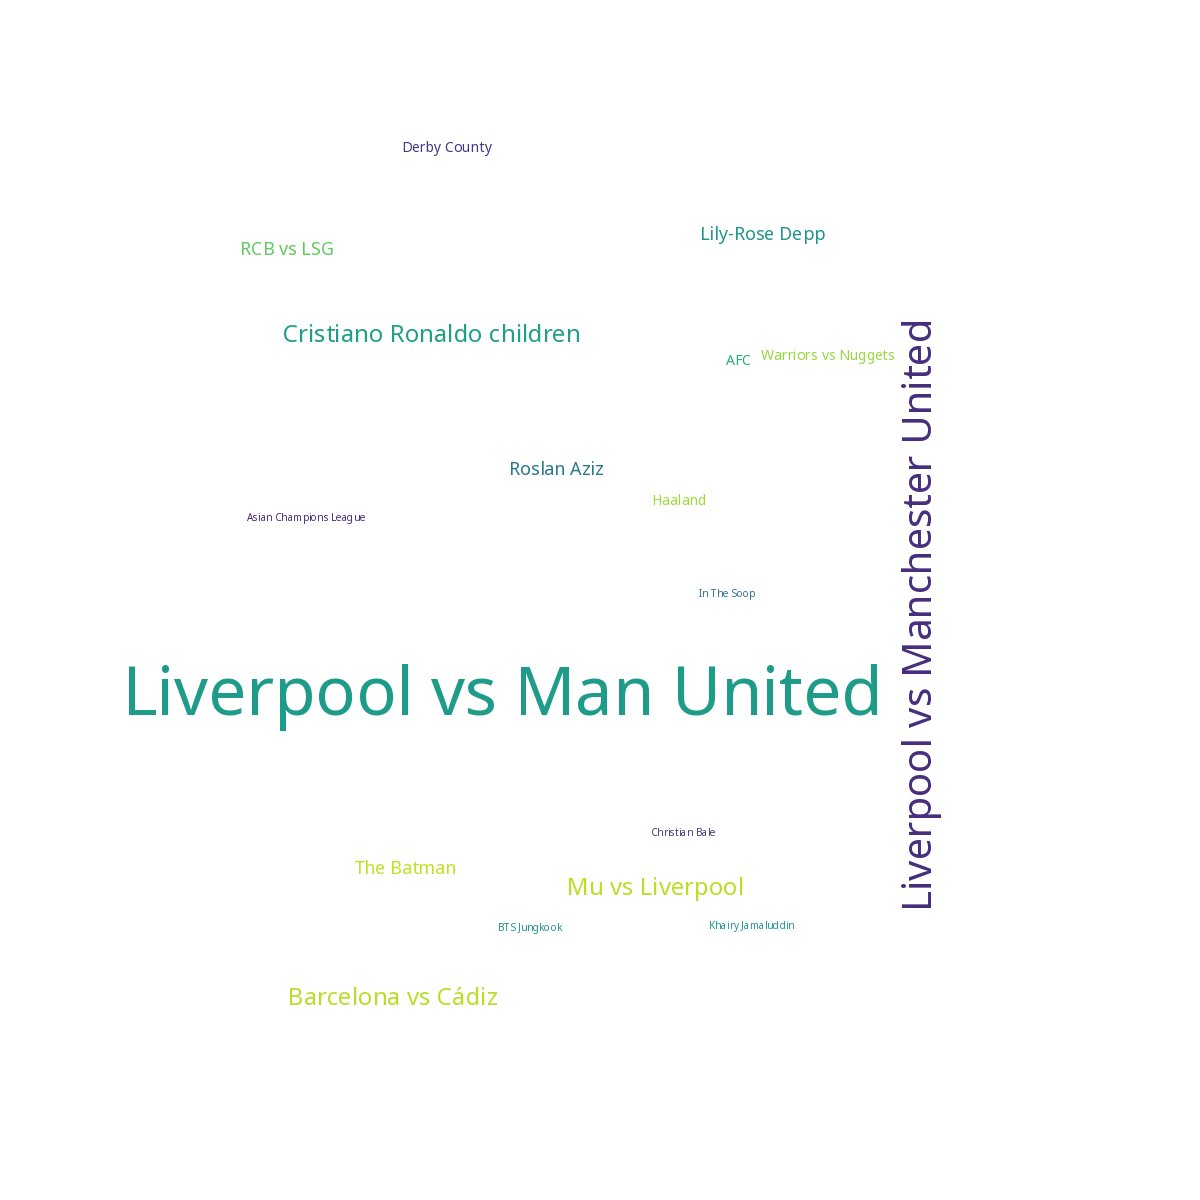 Derby County
Lily-Rose Depp
RCB vs LSG
Cristiano Ronaldo children
AFC
Warriors vs Nuggets
Liverpool vs Manchester United
Roslan Aziz
Haaland
Asian Champions League
In The Soop
Liverpool vs Man United
Christian Bale
The Batman
Mu vs Liverpool
BTS Jungkook
Khairy Jamaluddin
Barcelona vs Cádiz